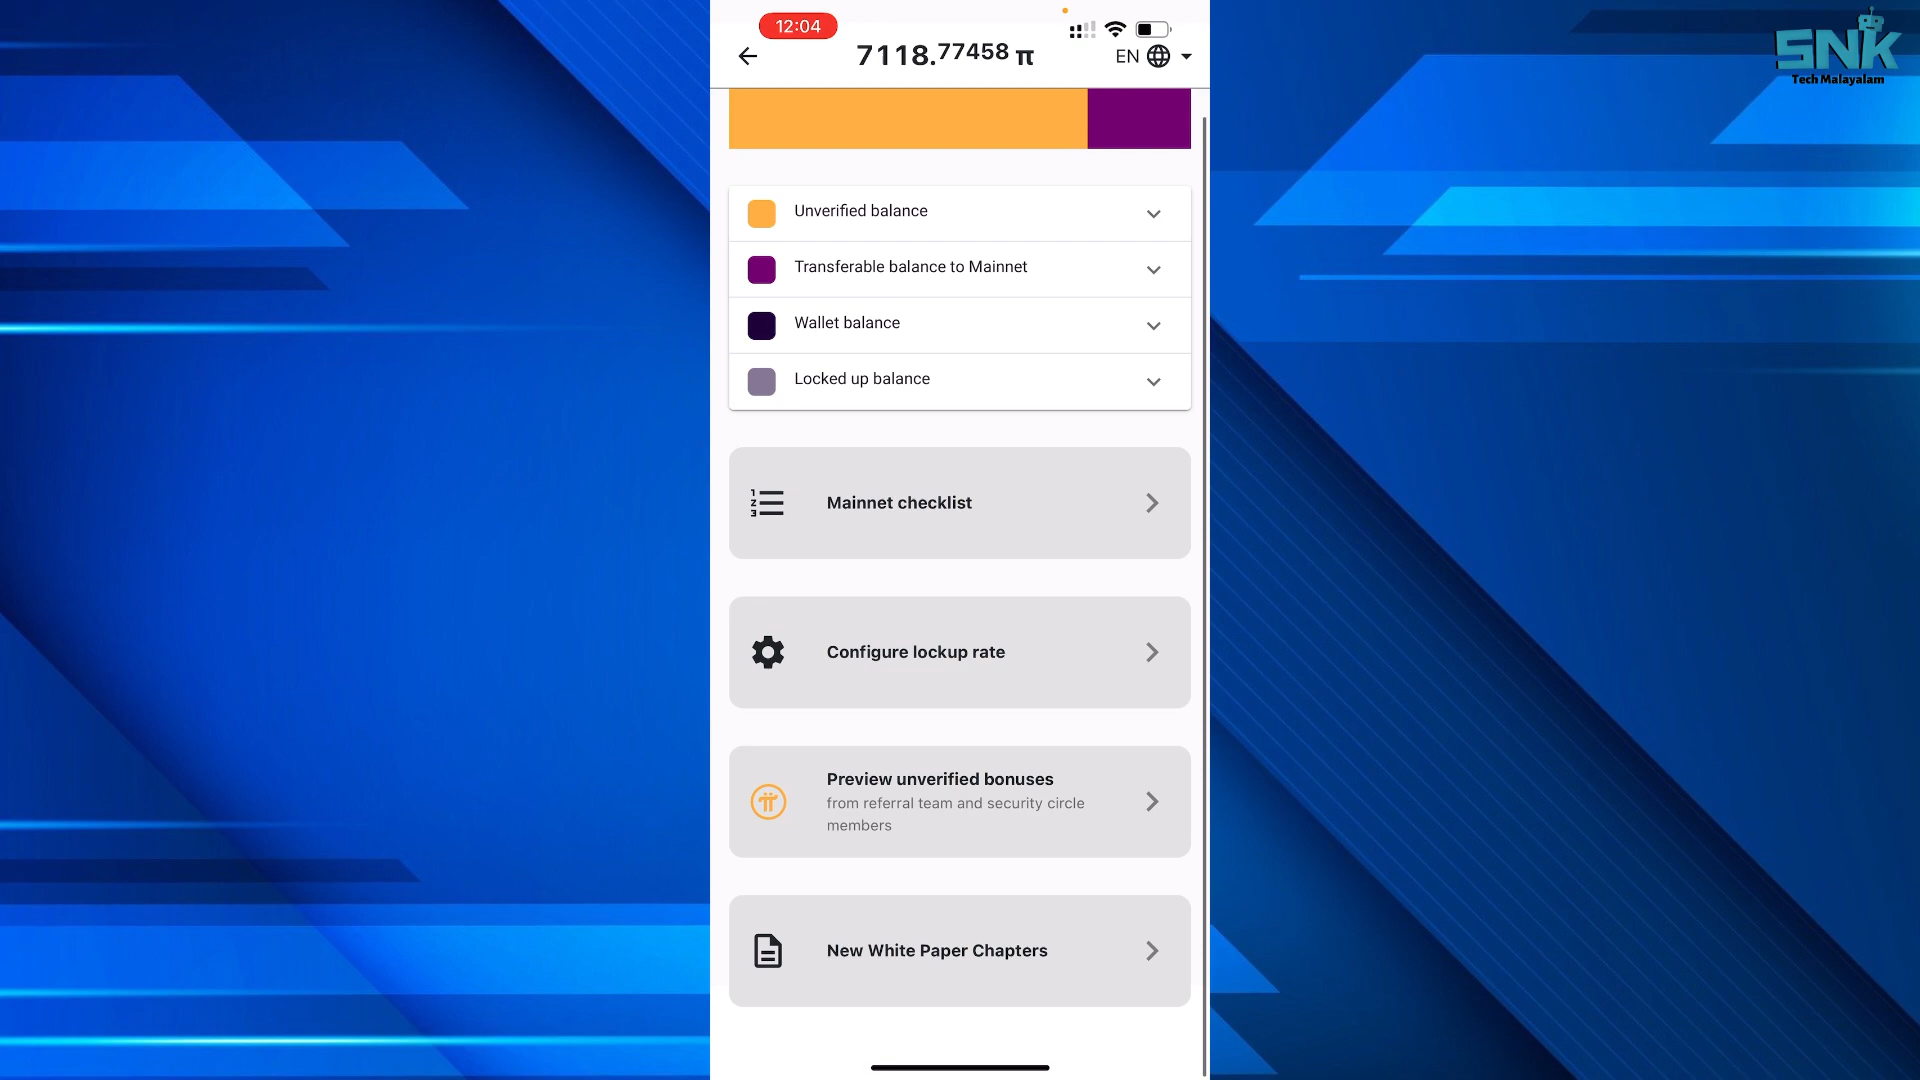 12:04
7118.77458 π
EN
SNK
Tech Malayalam
Unverified balance
Transferable balance to Mainnet
Wallet balance
Locked up balance
Mainnet checklist
Configure lockup rate
Preview unverified bonuses
from referral team and security circle
members
New White Paper Chapters